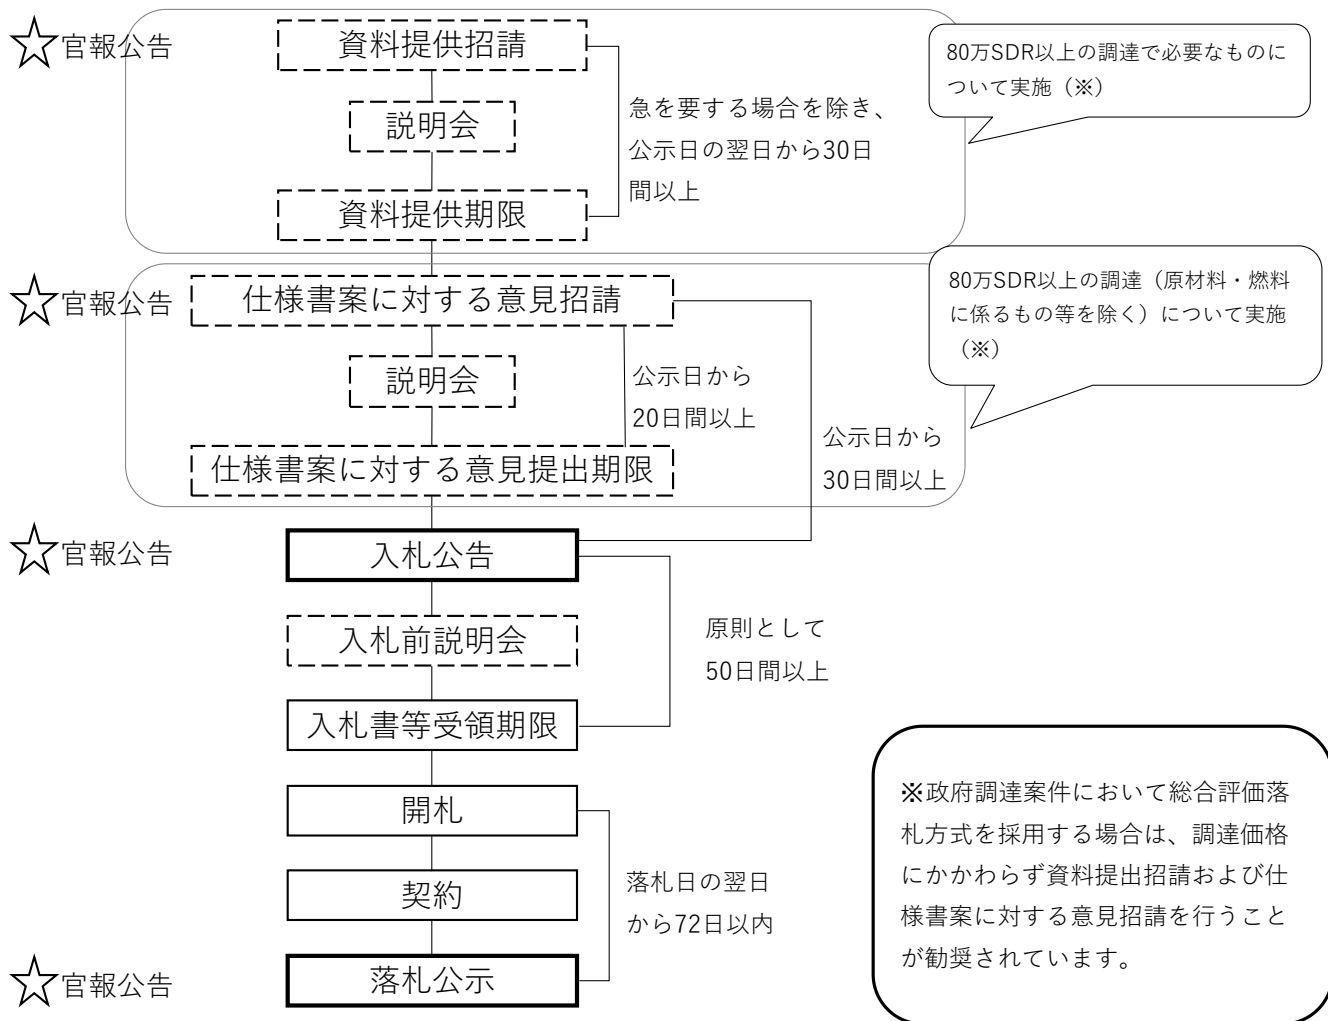 官報公告
資料提供招請
80万SDR以上の調達で必要なものに
ついて実施（※）
説明会
急を要する場合を除き、
公示日の翌日から30日
間以上
資料提供期限
官報公告
仕様書案に対する意見招請
80万SDR以上の調達（原材料・燃料
に係るもの等を除く）について実施
（※）
説明会
公示日から
20日間以上
仕様書案に対する意見提出期限
公示日から
30日間以上
官報公告
入札公告
入札前説明会
原則として
50日間以上
入札書等受領期限
開札
契約
落札日の翌日
から72日以内
官報公告
落札公示
※政府調達案件において総合評価落
札方式を採用する場合は、調達価格
にかかわらず資料提出招請および仕
様書案に対する意見招請を行うこと
が勧奨されています。